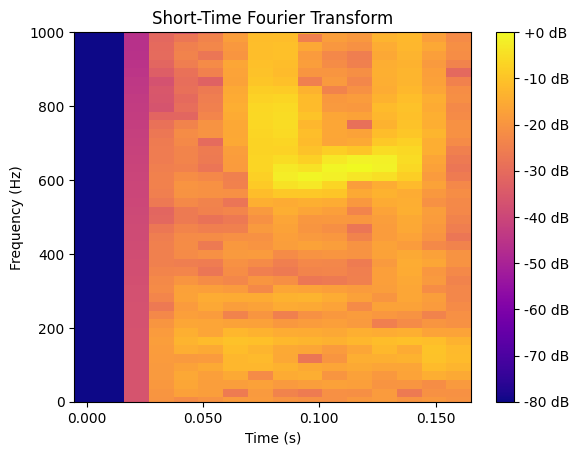 Short-Time Fourier Transform
1000
800
600
400
200
0
Frequency (Hz)
0.000
0.050
0.100
0.150
Time (s)
+0 dB
-10 dB
-20 dB
-30 dB
-40 dB
-50 dB
-60 dB
-70 dB
-80 dB